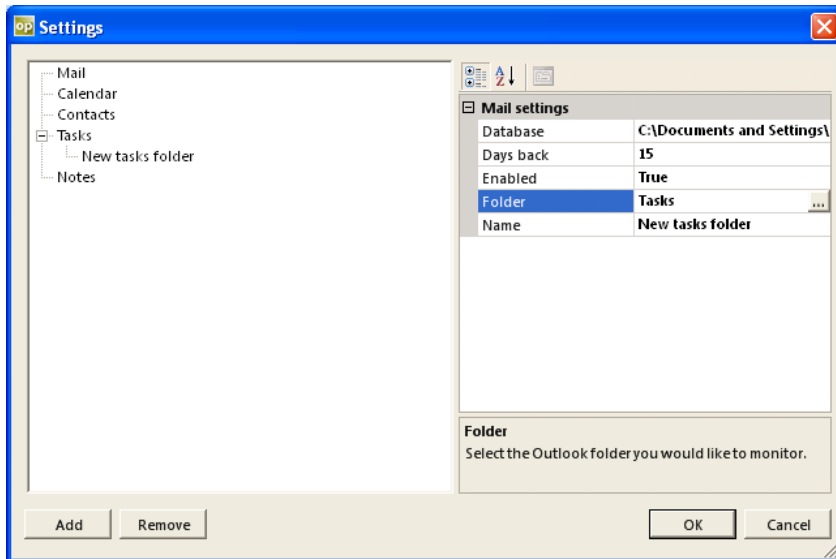 op Settings
Mail
Calendar
Contacts
Tasks
New tasks folder
Notes
A
Z
Mail settings
Database C:\Documents and Settings\
Days back 15
Enabled True
Folder Tasks ...
Name New tasks folder
Folder
Select the Outlook folder you would like to monitor.
Add Remove OK Cancel